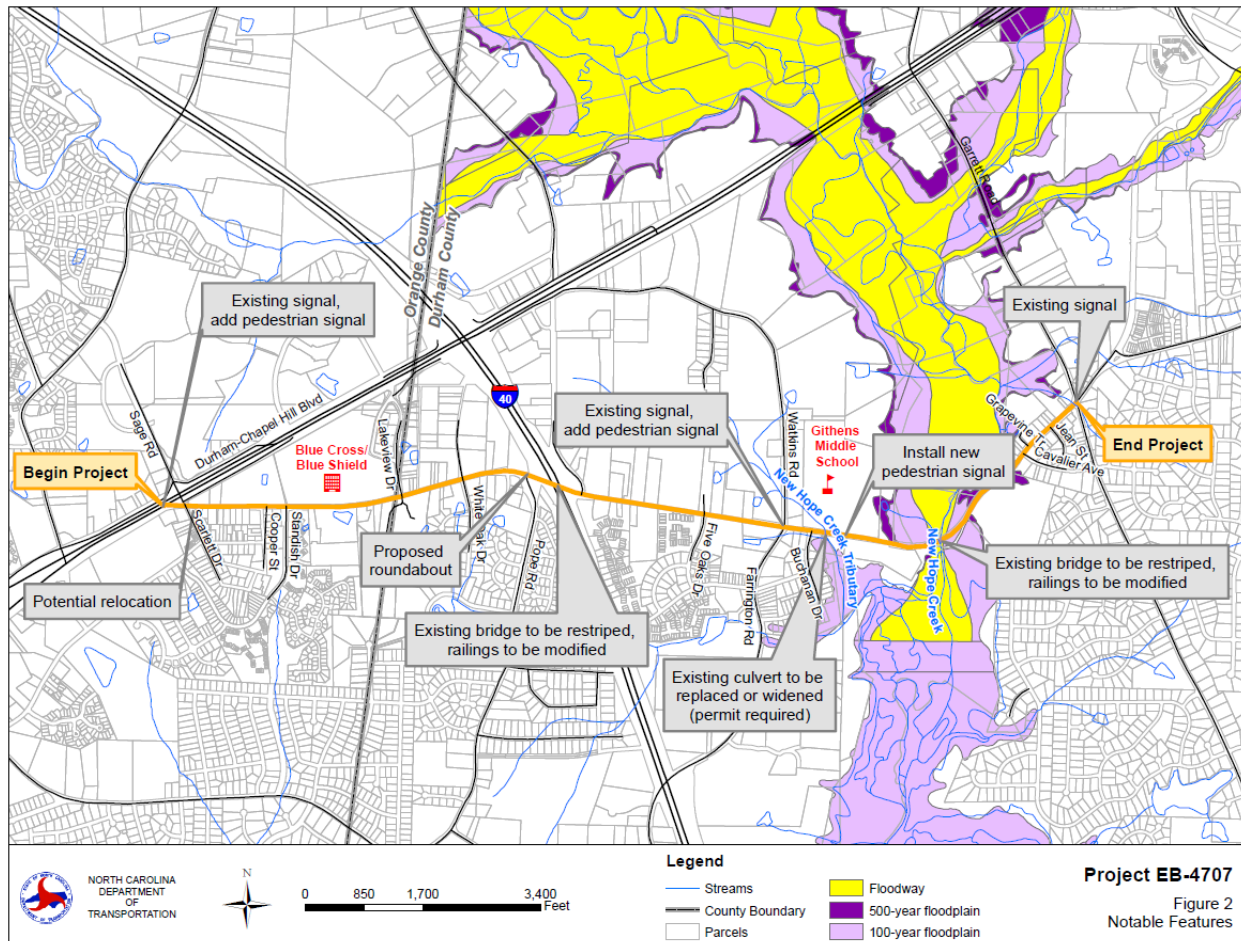 Garrett Road
Orange County
Durham County
Existing signal,
add pedestrian signal
Existing signal
Sage Rd
Durham-Chapel Hill Blvd
Lakeview Dr
40
Existing signal,
add pedestrian signal
Watkins Rd
Githens
Middle
School
Install new
pedestrian signal
Grapevine Tr
Jean St
Cavalier Ave
End Project
Begin Project
Blue Cross/
Blue Shield
Scarlett Dr
Cooper St
Standish Dr
White Oak Dr
Pope Rd
Five Oaks Dr
Farrington Rd
Buchanan Dr
New Hope Creek Tributary
New Hope Creek
Proposed
roundabout
Potential relocation
Existing bridge to be restriped,
railings to be modified
Existing bridge to be restriped,
railings to be modified
Existing culvert to be
replaced or widened
(permit required)
NORTH CAROLINA
DEPARTMENT
OF
TRANSPORTATION
N
0 850 1,700 3,400
Feet
Legend
Streams
County Boundary
Parcels
Floodway
500-year floodplain
100-year floodplain
Project EB-4707
Figure 2
Notable Features